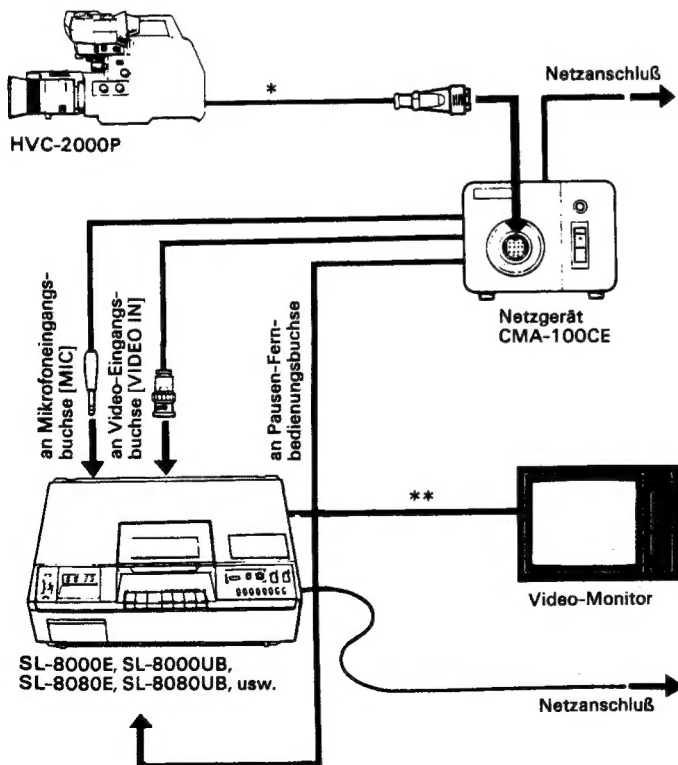 *
Netzanschluß
HVC-2000P
Netzgerät
CMA-100CE
an Mikrofoneingangs-
buchse [MIC]
an Video-Eingangs-
buchse [VIDEO IN]
an Pausen-Fern-
bedienungsbuchse
**
Video-Monitor
SL-8000E, SL-8000UB,
SL-8080E, SL-8080UB, usw.
Netzanschluß